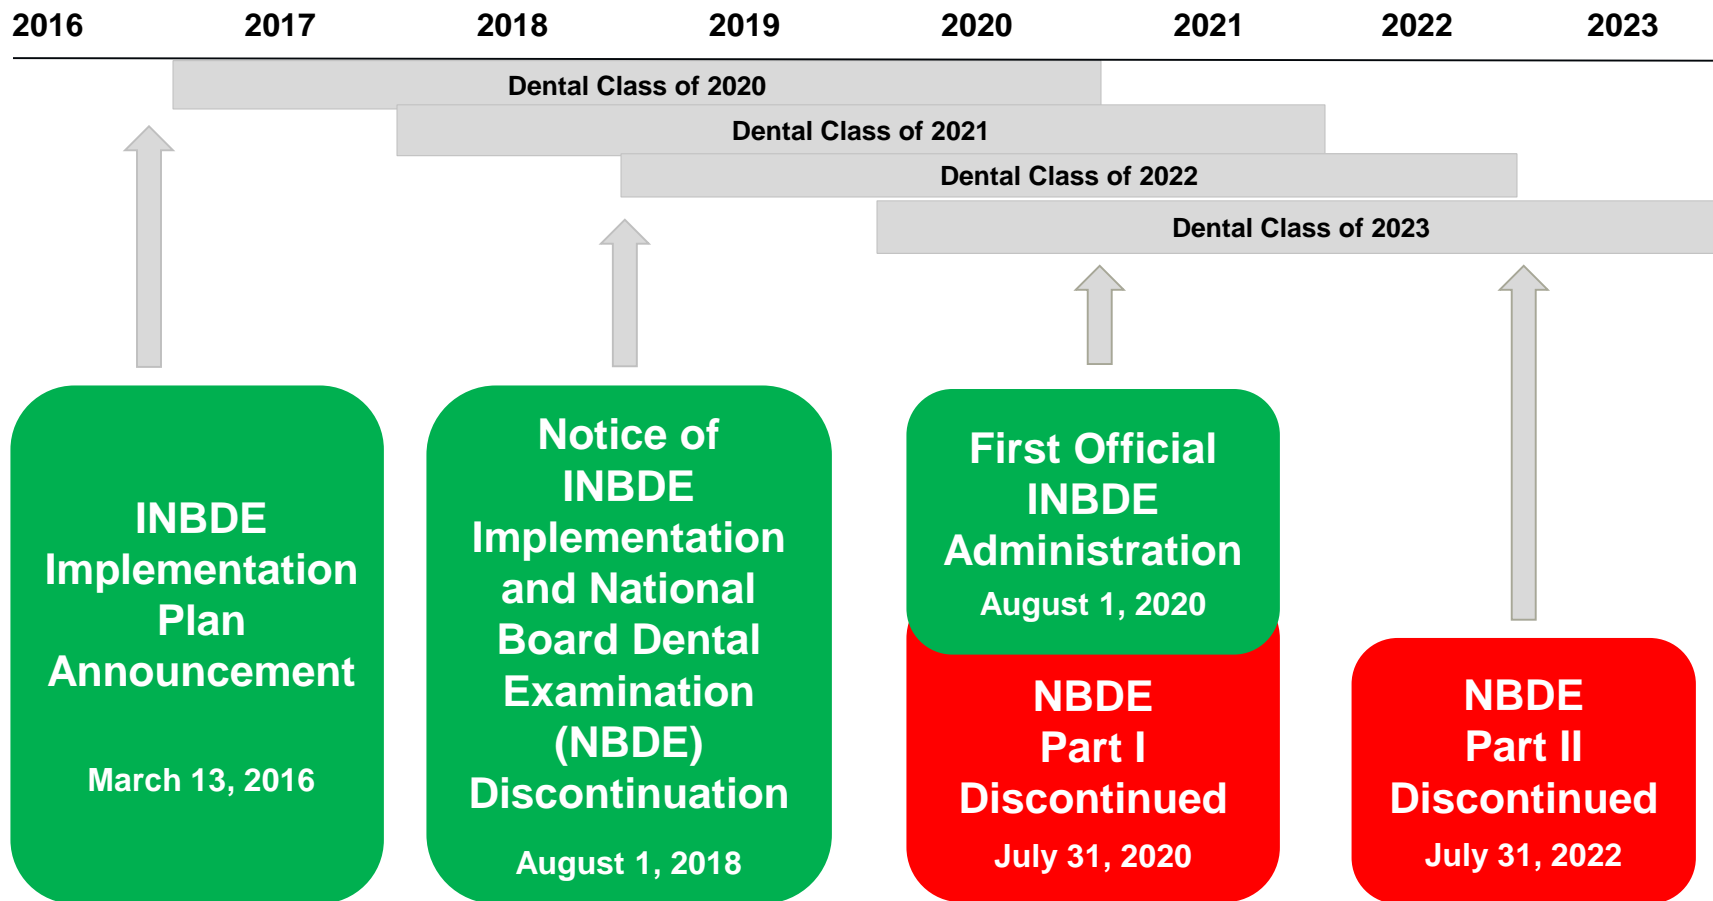 2016 2017 2018 2019 2020 2021 2022 2023
Dental Class of 2020
Dental Class of 2021
Dental Class of 2022
Dental Class of 2023
INBDE
Implementation
Plan
Announcement
March 13, 2016
Notice of
INBDE
Implementation
and National
Board Dental
Examination
(NBDE)
Discontinuation
August 1, 2018
First Official
INBDE
Administration
August 1, 2020
NBDE
Part I
Discontinued
July 31, 2020
NBDE
Part II
Discontinued
July 31, 2022